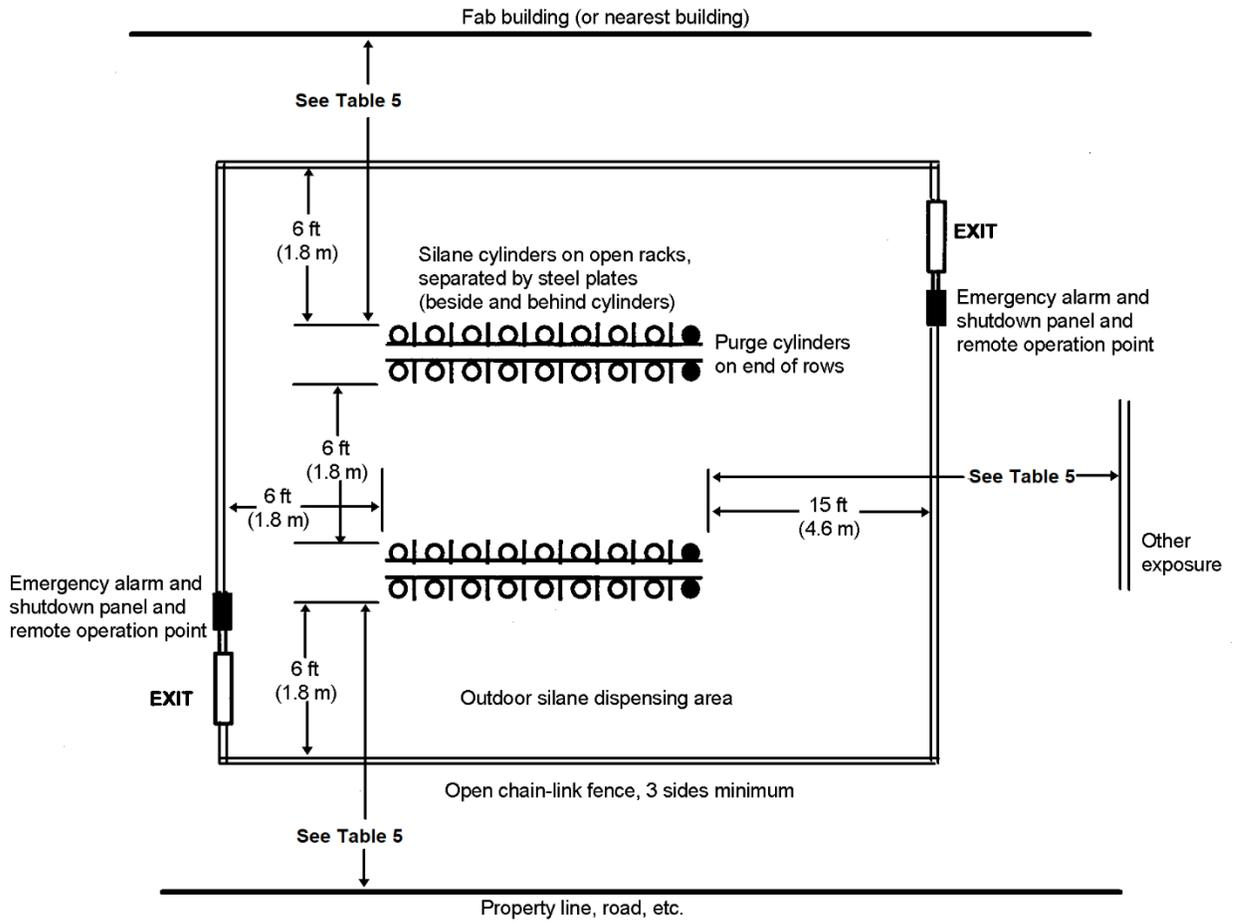 Fab building (or nearest building)
See Table 5
6 ft
(1.8 m)
EXIT
Silane cylinders on open racks,
separated by steel plates
(beside and behind cylinders)
Emergency alarm and
shutdown panel and
remote operation point
Purge cylinders
on end of rows
6 ft
(1.8 m)
See Table 5
6 ft
(1.8 m)
15 ft
(4.6 m)
Other
exposure
Emergency alarm and
shutdown panel and
remote operation point
6 ft
(1.8 m)
EXIT
Outdoor silane dispensing area
Open chain-link fence, 3 sides minimum
See Table 5
Property line, road, etc.